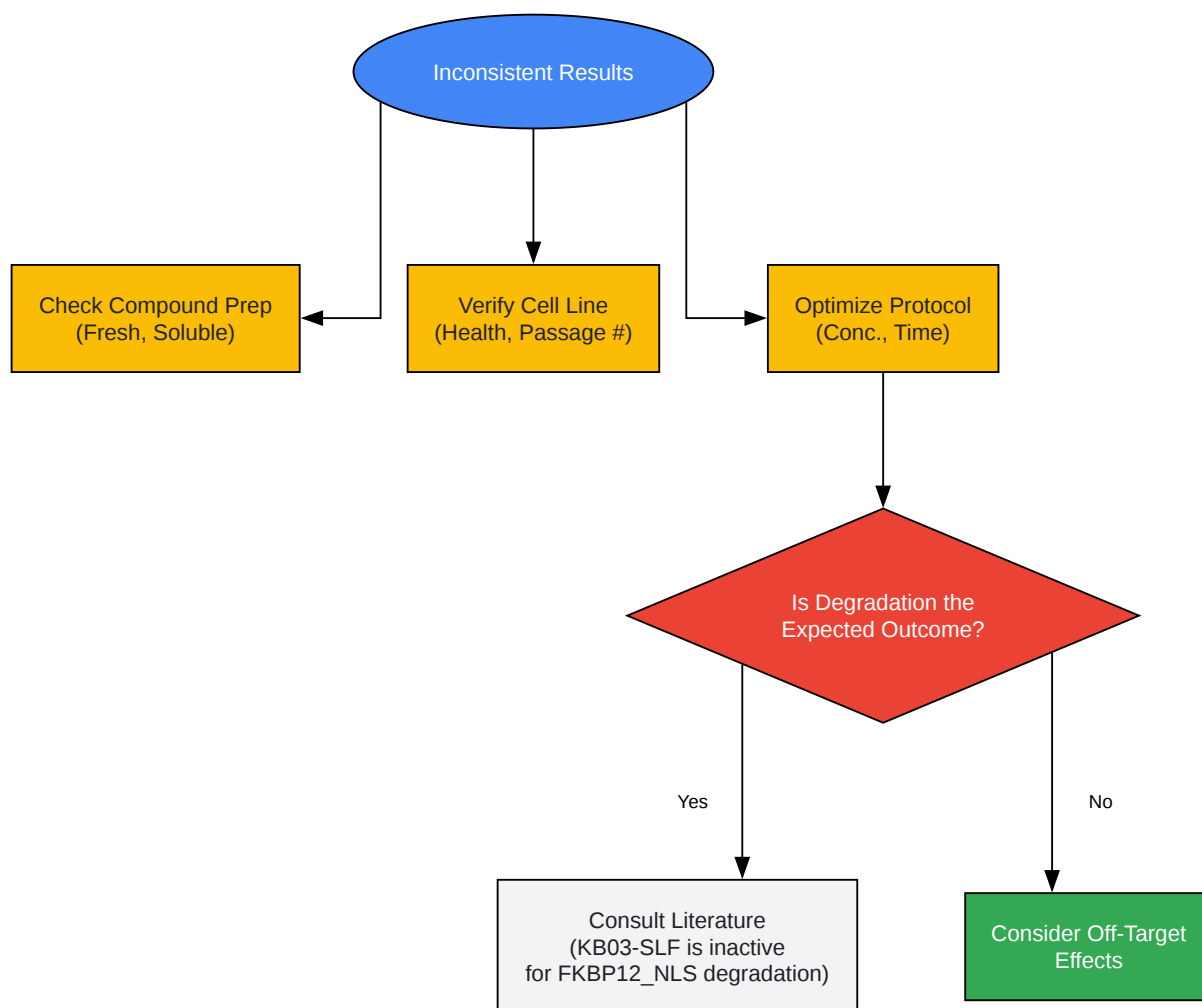 Inconsistent Results
Check Compound Prep
(Fresh, Soluble)
Verify Cell Line
(Health, Passage #)
Optimize Protocol
(Conc., Time)
Is Degradation the
Expected Outcome?
Yes
No
Consult Literature
(KB03-SLF is inactive
for FKBP12_NLS degradation)
Consider Off-Target
Effects